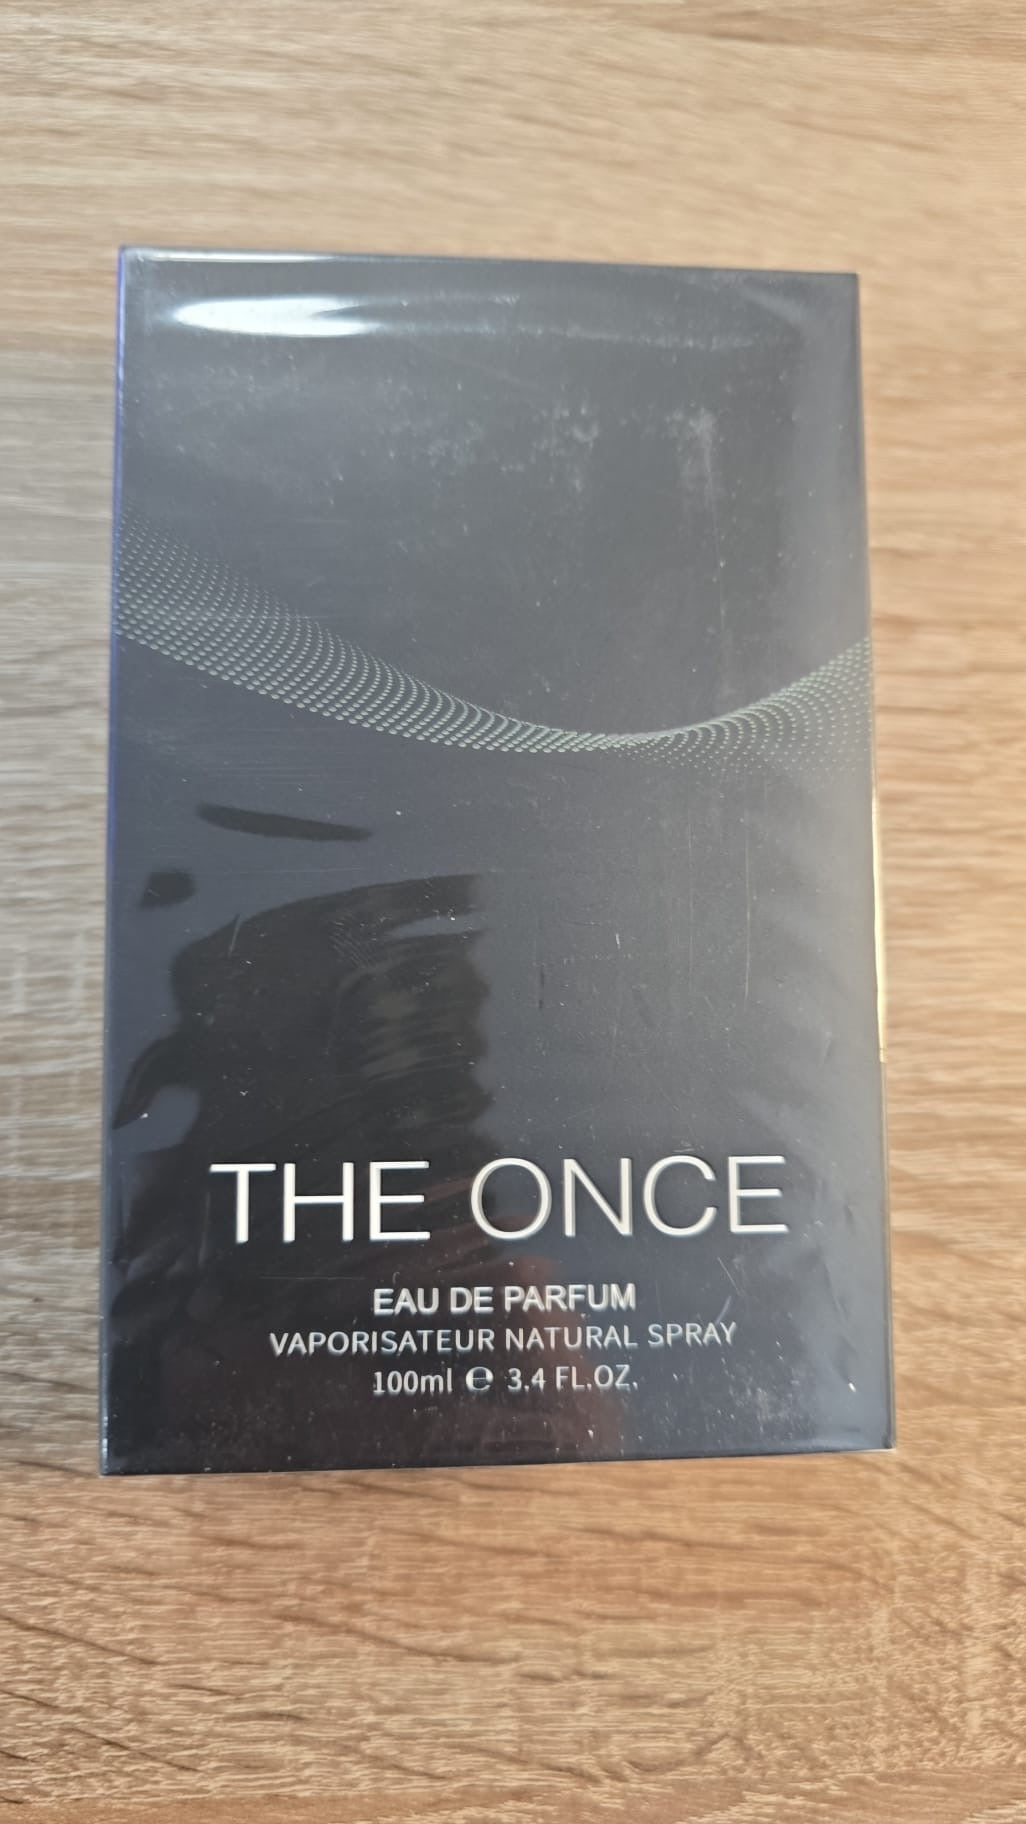 THE ONCE
EAU DE PARFUM
VAPORISATEUR NATURAL SPRAY
100ml ℮ 3.4 FL.OZ.